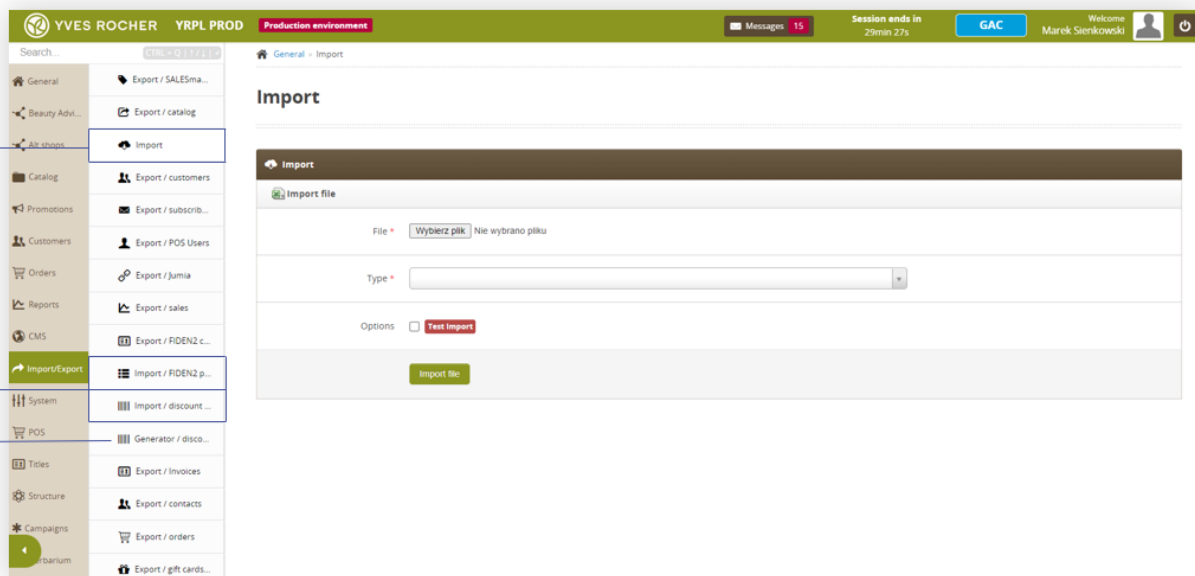 YVES ROCHER YRPL PROD Production environment Messages 15 Session ends in 29min 27s GAC Welcome Marek Sienkowski
Search... CTRL + Q | ↑ / ↓ | ↵
General
Beauty Advi...
Alt shops
Catalog
Promotions
Customers
Orders
Reports
CMS
Import/Export
System
POS
Titles
Structure
Campaigns
Export / SALESma...
Export / catalog
Import
Export / customers
Export / subscrib...
Export / POS Users
Export / Jumia
Export / sales
Export / FIDEN2 c...
Import / FIDEN2 p...
Import / discount ...
Generator / disco...
Export / Invoices
Export / contacts
Export / orders
Export / gift cards...
General » Import
Import
Import
Import file
File * Wybierz plik Nie wybrano pliku
Type *
Options Test Import
Import file